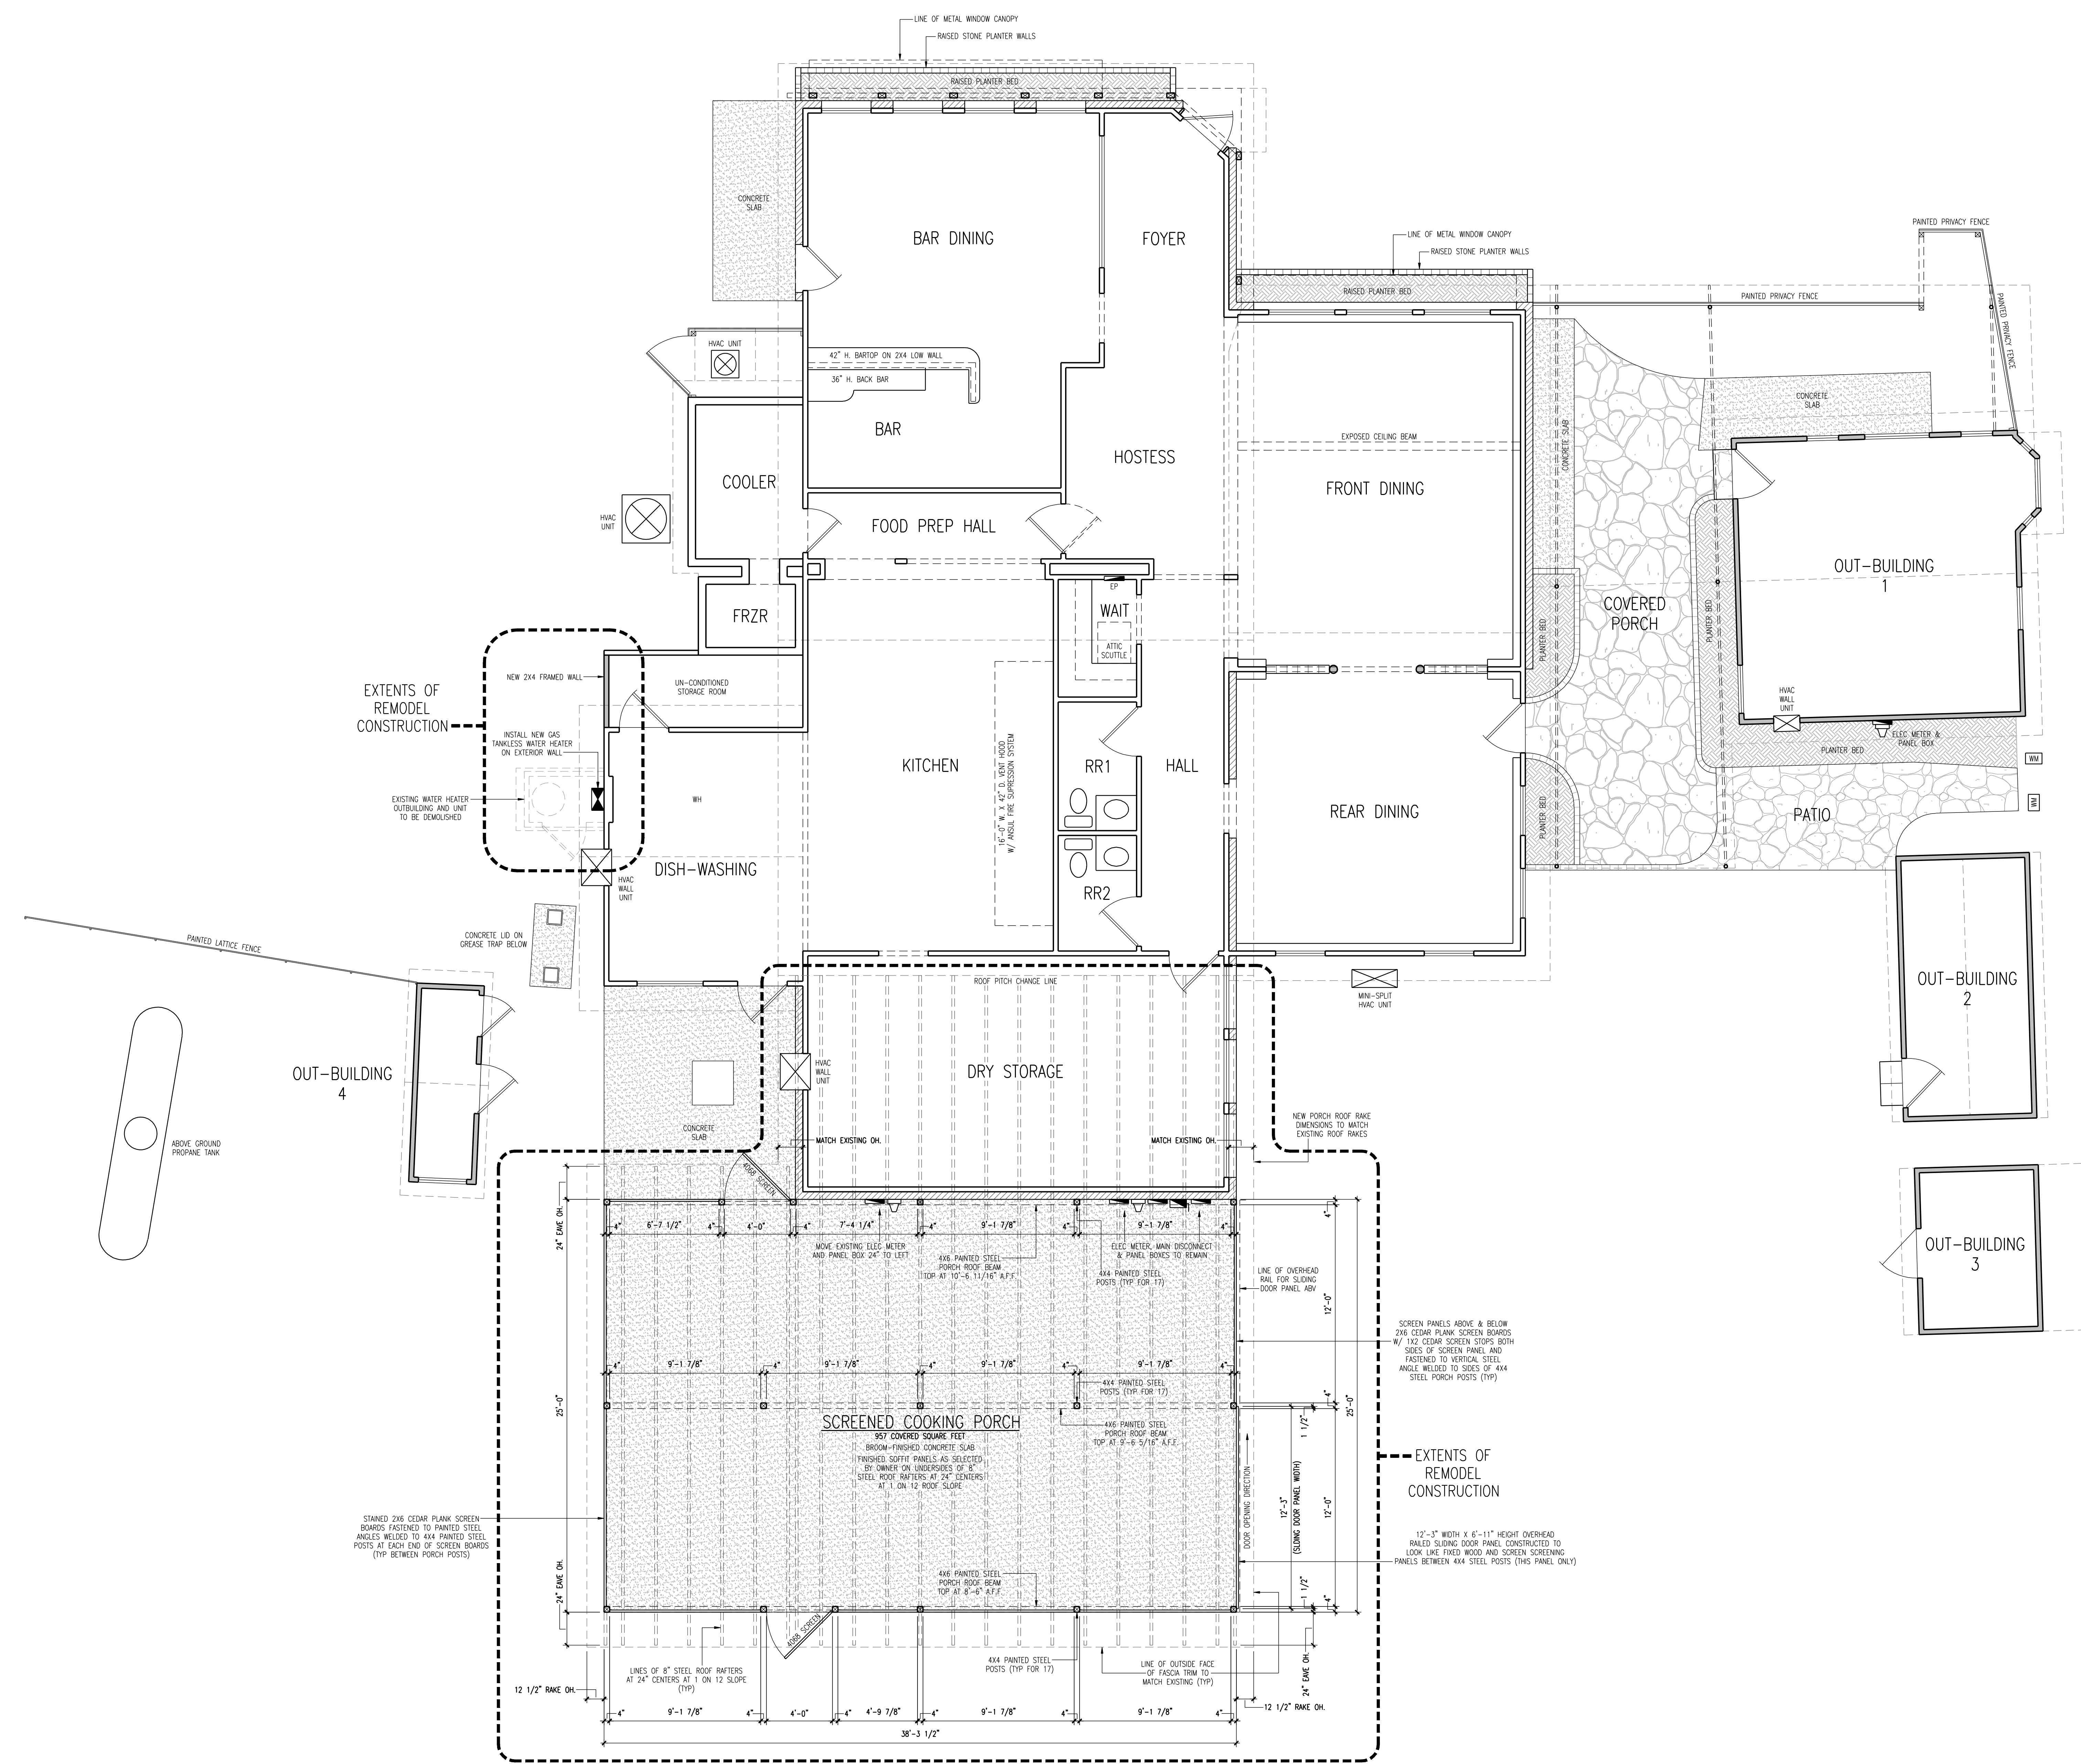 LINE OF METAL WINDOW CANOPY
RAISED STONE PLANTER WALLS
RAISED PLANTER BED
CONCRETE
SLAB
BAR DINING
FOYER
PAINTED PRIVACY FENCE
LINE OF METAL WINDOW CANOPY
RAISED STONE PLANTER WALLS
RAISED PLANTER BED
PAINTED PRIVACY FENCE
PAINTED PRIVACY FENCE
HVAC UNIT
42" H. BARTOP ON 2X4 LOW WALL
36" H. BACK BAR
BAR
CONCRETE
SLAB
CONCRETE SLAB
EXPOSED CEILING BEAM
HOSTESS
COOLER
FRONT DINING
HVAC
UNIT
FOOD PREP HALL
OUT-BUILDING
1
EP
WAIT
ATTIC
SCUTTLE
FRZR
COVERED
PORCH
PLANTER BED
PLANTER BED
NEW 2X4 FRAMED WALL
UN-CONDITIONED
STORAGE ROOM
EXTENTS OF
REMODEL
CONSTRUCTION
INSTALL NEW GAS
TANKLESS WATER HEATER
ON EXTERIOR WALL
HVAC
WALL
UNIT
ELEC METER &
PANEL BOX
PLANTER BED
WM
WM
KITCHEN
16'-0" W. X 42" D. VENT HOOD
W/ ANSUL FIRE SUPRESSION SYSTEM
RR1
HALL
EXISTING WATER HEATER
OUTBUILDING AND UNIT
TO BE DEMOLISHED
WH
REAR DINING
PLANTER BED
PATIO
DISH-WASHING
HVAC
WALL
UNIT
RR2
PAINTED LATTICE FENCE
CONCRETE LID ON
GREASE TRAP BELOW
ROOF PITCH CHANGE LINE
MINI-SPLIT
HVAC UNIT
OUT-BUILDING
2
OUT-BUILDING
4
HVAC
WALL
UNIT
DRY STORAGE
ABOVE GROUND
PROPANE TANK
CONCRETE
SLAB
NEW PORCH ROOF RAKE
DIMENSIONS TO MATCH
EXISTING ROOF RAKES
MATCH EXISTING OH.
MATCH EXISTING OH.
4068 SCREEN
24" EAVE OH.
4"
6'-7 1/2"
4"
4'-0"
4"
7'-4 1/4"
4"
9'-1 7/8"
4"
9'-1 7/8"
4"
4"
MOVE EXISTING ELEC METER
AND PANEL BOX 24" TO LEFT
4X6 PAINTED STEEL
PORCH ROOF BEAM
TOP AT 10'-6 11/16" A.F.F.
ELEC METER, MAIN DISCONNECT
& PANEL BOXES TO REMAIN
4X4 PAINTED STEEL
POSTS (TYP FOR 17)
LINE OF OVERHEAD
RAIL FOR SLIDING
DOOR PANEL ABV
OUT-BUILDING
3
12'-0"
SCREEN PANELS ABOVE & BELOW
2X6 CEDAR PLANK SCREEN BOARDS
W/ 1X2 CEDAR SCREEN STOPS BOTH
SIDES OF SCREEN PANEL AND
FASTENED TO VERTICAL STEEL
ANGLE WELDED TO SIDES OF 4X4
STEEL PORCH POSTS (TYP)
4"
9'-1 7/8"
4"
9'-1 7/8"
4"
9'-1 7/8"
4"
9'-1 7/8"
4"
4X4 PAINTED STEEL
POSTS (TYP FOR 17)
25'-0"
4"
1 1/2"
25'-0"
SCREENED COOKING PORCH
957 COVERED SQUARE FEET
BROOM-FINISHED CONCRETE SLAB
FINISHED SOFFIT PANELS AS SELECTED
BY OWNER ON UNDERSIDES OF 8"
STEEL ROOF RAFTERS AT 24" CENTERS
AT 1 ON 12 ROOF SLOPE
4X6 PAINTED STEEL
PORCH ROOF BEAM
TOP AT 9'-6 5/16" A.F.F.
EXTENTS OF
REMODEL
CONSTRUCTION
DOOR OPENING DIRECTION
12'-3"
(SLDING DOOR PANEL WIDTH)
12'-0"
STAINED 2X6 CEDAR PLANK SCREEN
BOARDS FASTENED TO PAINTED STEEL
ANGLES WELDED TO 4X4 PAINTED STEEL
POSTS AT EACH END OF SCREEN BOARDS
(TYP BETWEEN PORCH POSTS)
12'-3" WIDTH X 6'-11" HEIGHT OVERHEAD
RAILED SLIDING DOOR PANEL CONSTRUCTED TO
LOOK LIKE FIXED WOOD AND SCREEN SCREENING
PANELS BETWEEN 4X4 STEEL POSTS (THIS PANEL ONLY)
24" EAVE OH.
4X6 PAINTED STEEL
PORCH ROOF BEAM
TOP AT 8'-6" A.F.F.
1 1/2"
4"
4068 SCREEN
LINES OF 8" STEEL ROOF RAFTERS
AT 24" CENTERS AT 1 ON 12 SLOPE
(TYP)
4X4 PAINTED STEEL
POSTS (TYP FOR 17)
LINE OF OUTSIDE FACE
OF FASCIA TRIM TO
MATCH EXISTING (TYP)
24" EAVE OH.
12 1/2" RAKE OH.
12 1/2" RAKE OH.
4"
9'-1 7/8"
4"
4'-0"
4"
4'-9 7/8"
4"
9'-1 7/8"
4"
9'-1 7/8"
4"
38'-3 1/2"